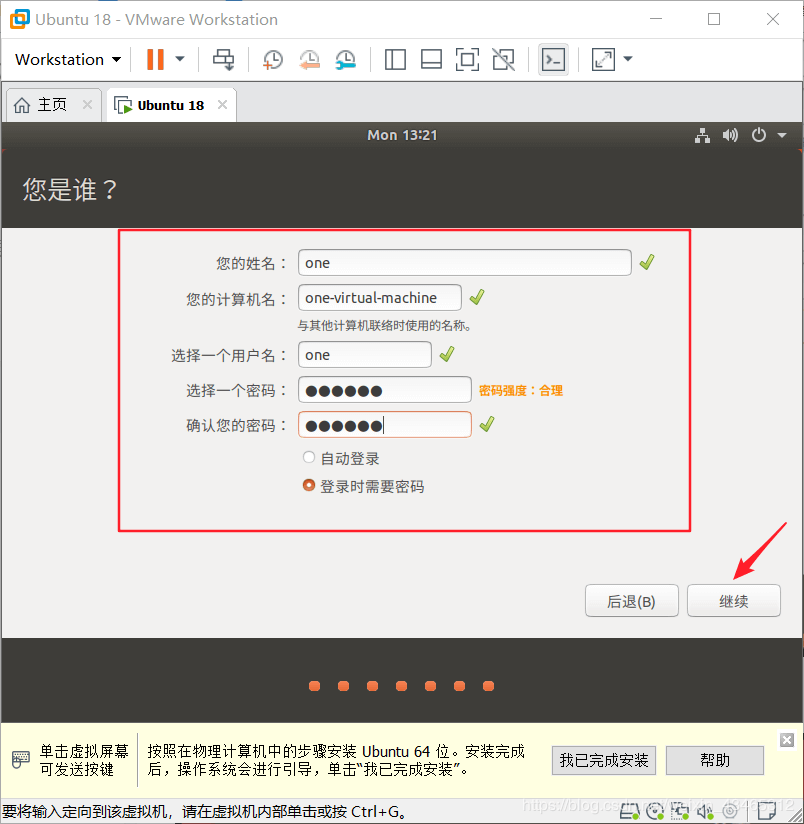 Ubuntu 18 - VMware Workstation
Workstation
主页
Ubuntu 18
Mon 13:21
您是谁？
您的姓名： one
您的计算机名： one-virtual-machine
与其他计算机联络时使用的名称。
选择一个用户名： one
选择一个密码： ●●●●●● 密码强度：合理
确认您的密码： ●●●●●●
自动登录
登录时需要密码
后退(B) 继续
单击虚拟屏幕
可发送按键
按照在物理计算机中的步骤安装 Ubuntu 64 位。安装完成
后，操作系统会进行引导，单击“我已完成安装”。
我已完成安装 帮助
要将输入定向到该虚拟机，请在虚拟机内部单击或按 Ctrl+G。